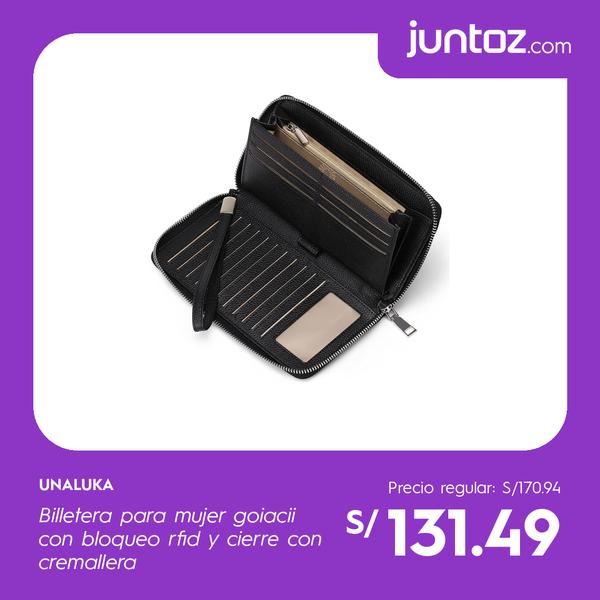 juntoz.com
UNALUKA
Billetera para mujer goiacii
con bloqueo rfid y cierre con
cremallera
Precio regular: S/170.94
S/131.49